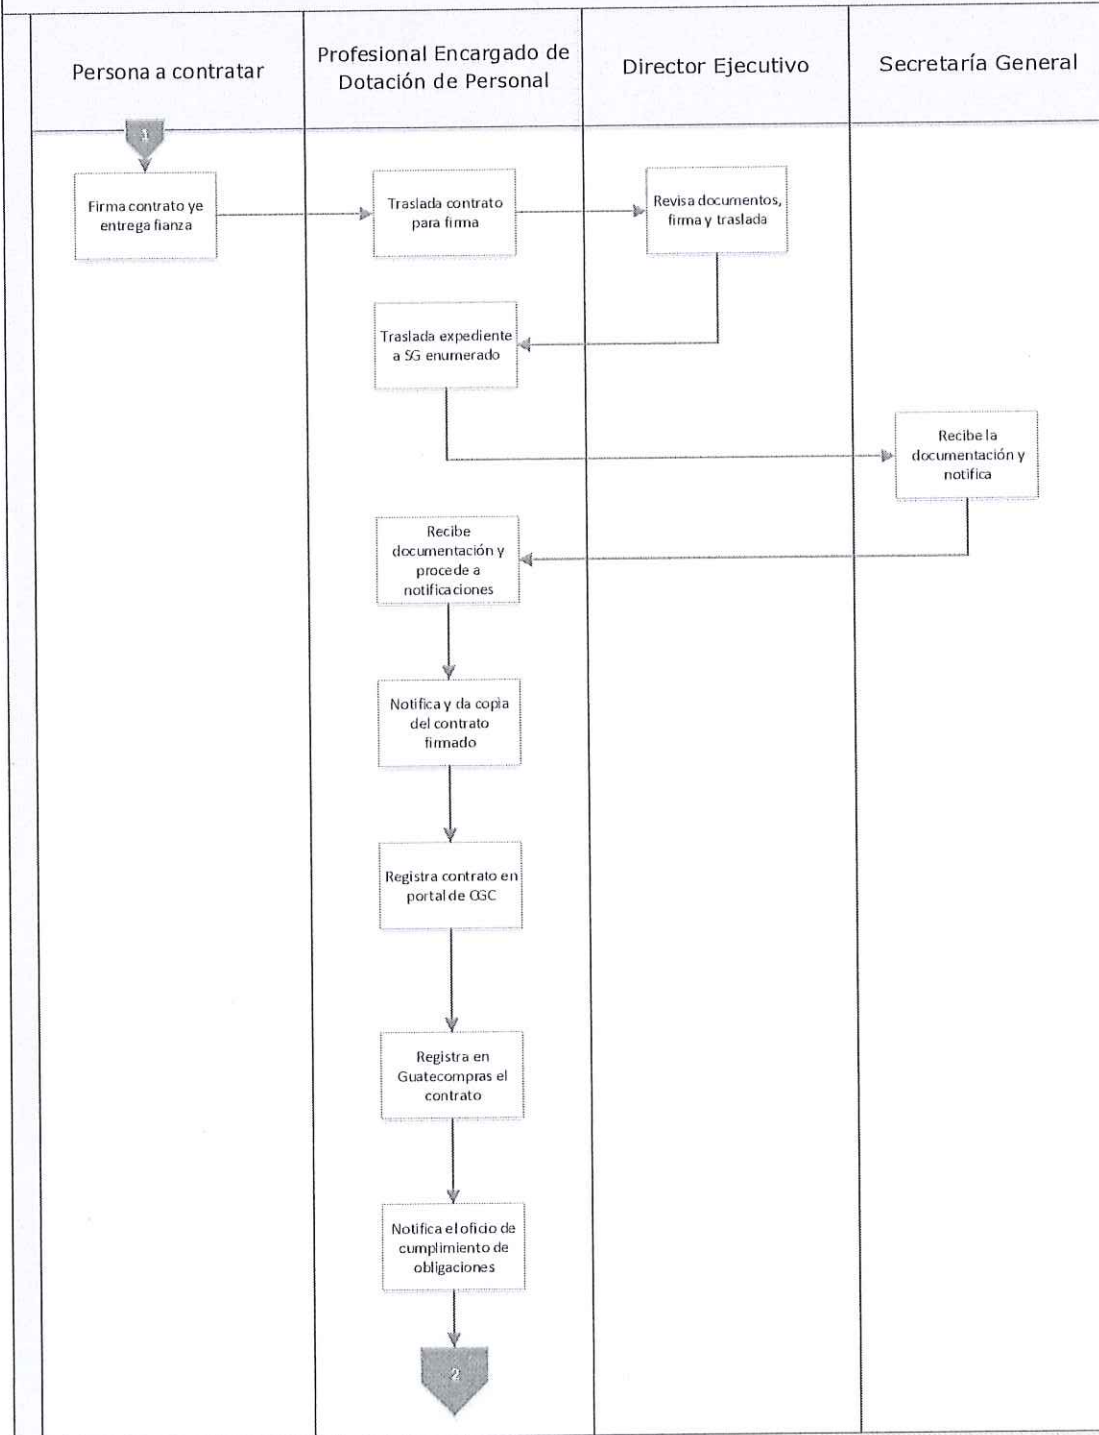 Persona a contratar
Profesional Encargado de
Dotación de Personal
Director Ejecutivo
Secretaría General
1
Firma contrato ye
entrega fianza
Traslada contrato
para firma
Revisa documentos,
firma y traslada
Traslada expediente
a SG enumerado
Recibe la
documentación y
notifica
Recibe
documentación y
procede a
notificaciones
Notifica y da copia
del contrato
firmado
Registra contrato en
portal de CGC
Registra en
Guatecompras el
contrato
Notifica el oficio de
cumplimiento de
obligaciones
2